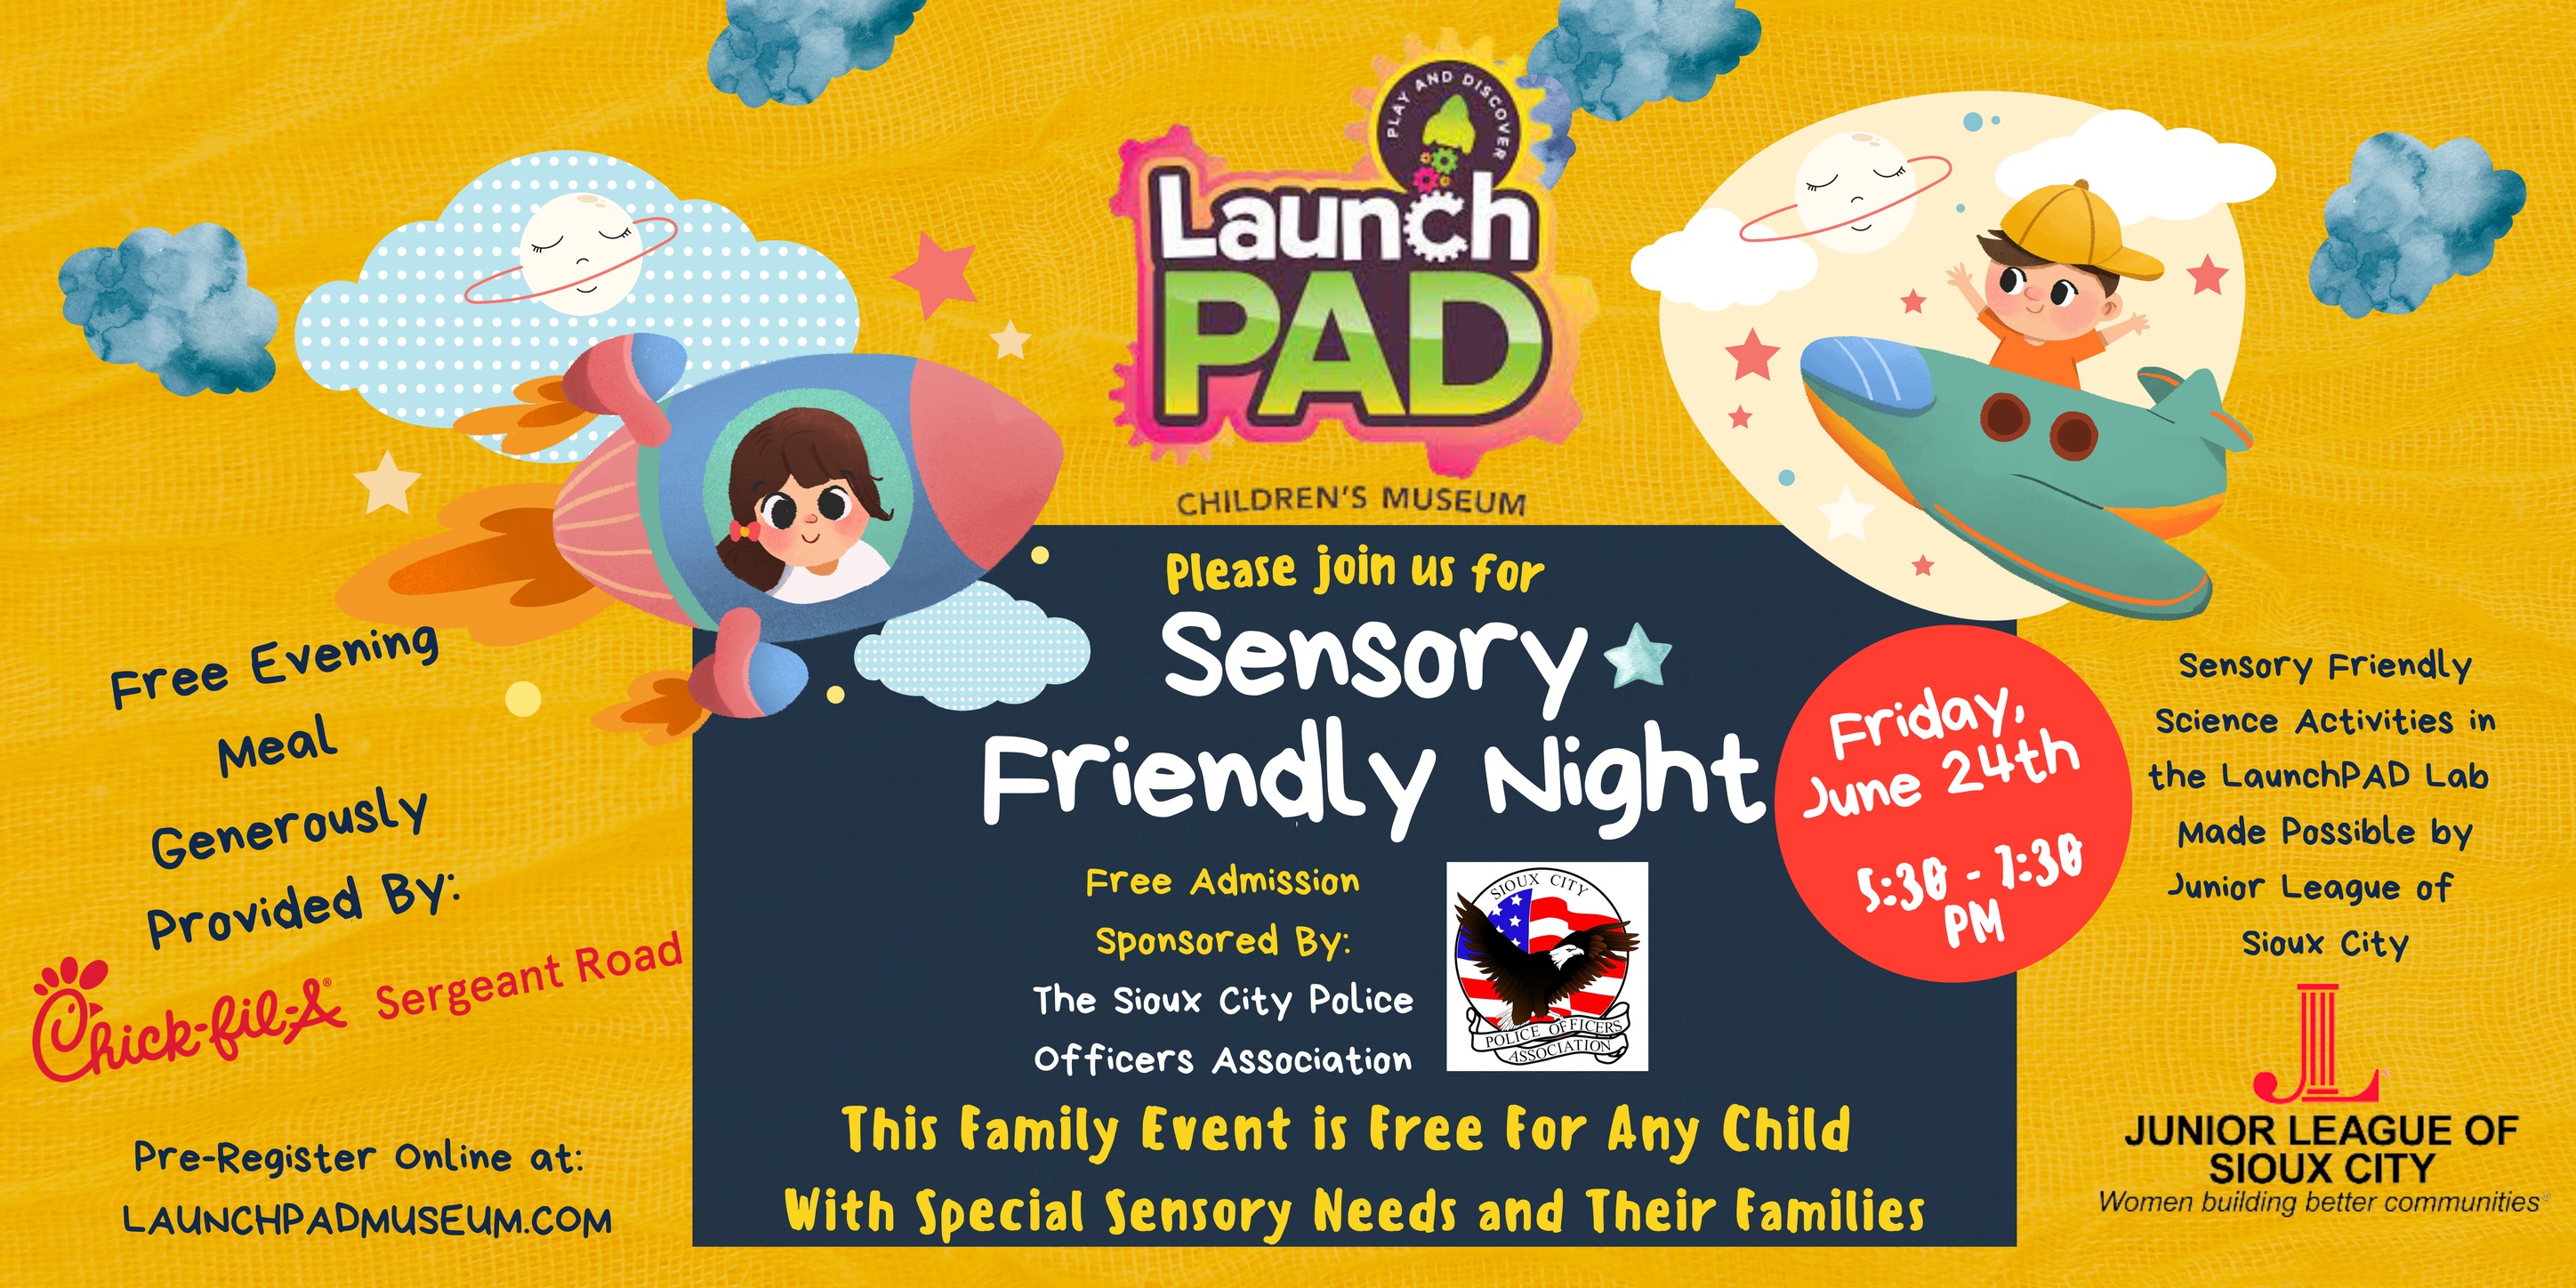 PLAY AND DISCOVER
Launch
PAD
CHILDREN'S MUSEUM
Please join us for
Sensory
Friendly Night
Friday,
June 24th
5:30 - 7:30
PM
Free Admission
Sponsored By:
The Sioux City Police
Officers Association
SIOUX CITY
POLICE OFFICERS
ASSOCIATION
This Family Event is Free For Any Child
With Special Sensory Needs and Their Families
Free Evening
Meal
Generously
Provided By:
Chick-fil-A® Sergeant Road
Pre-Register Online at:
LAUNCHPADMUSEUM.COM
Sensory Friendly
Science Activities in
the LaunchPAD Lab
Made Possible by
Junior League of
Sioux City
JL®
JUNIOR LEAGUE OF
SIOUX CITY
Women building better communities®